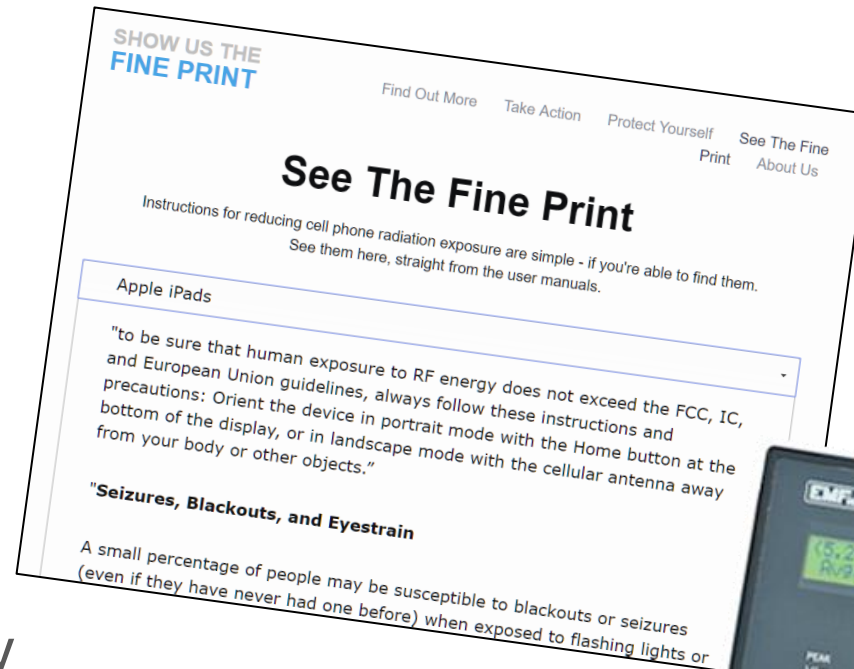 SHOW US THE
FINE PRINT
Find Out More Take Action Protect Yourself See The Fine
Print About Us
See The Fine Print
Instructions for reducing cell phone radiation exposure are simple - if you're able to find them.
See them here, straight from the user manuals.
Apple iPads
"to be sure that human exposure to RF energy does not exceed the FCC, IC,
and European Union guidelines, always follow these instructions and
precautions: Orient the device in portrait mode with the Home button at the
bottom of the display, or in landscape mode with the cellular antenna away
from your body or other objects.”
"Seizures, Blackouts, and Eyestrain
A small percentage of people may be susceptible to blackouts or seizures
(even if they have never had one before) when exposed to flashing lights or